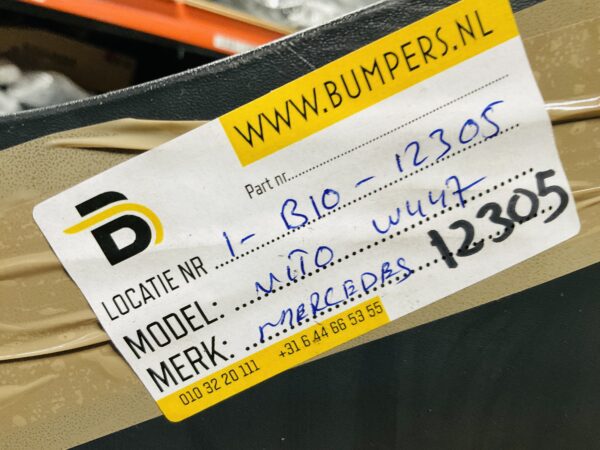 WWW.BUMPERS.NL
Part nr.
LOCATIE NR 1-B10-12305
MODEL: VITO W447
MERK: MERCEDES 12305
010 32 20 111 +31 6 44 66 53 55